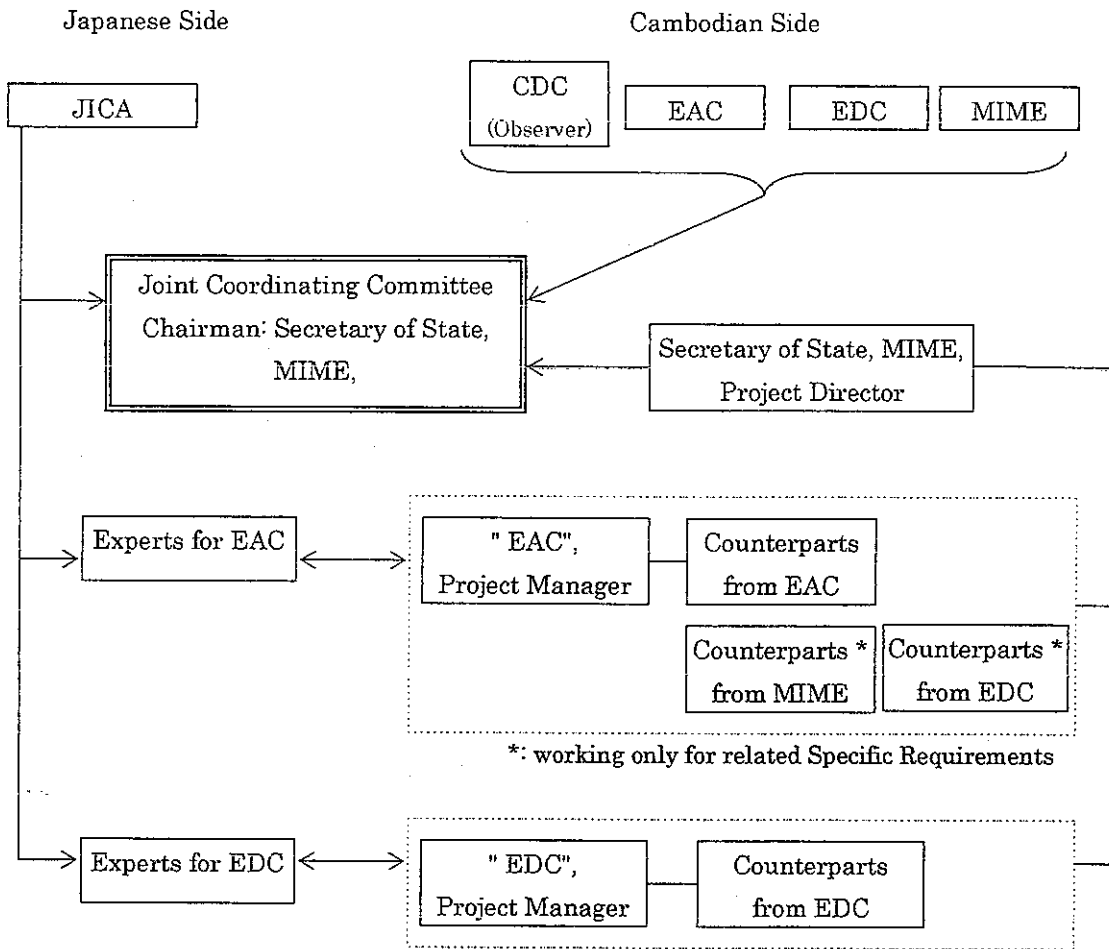 Japanese Side
Cambodian Side
JICA
CDC
(Observer)
EAC
EDC
MIME
Joint Coordinating Committee
Chairman: Secretary of State,
MIME,
Secretary of State, MIME,
Project Director
Experts for EAC
" EAC",
Project Manager
Counterparts
from EAC
Counterparts *
from MIME
Counterparts *
from EDC
*: working only for related Specific Requirements
Experts for EDC
" EDC",
Project Manager
Counterparts
from EDC